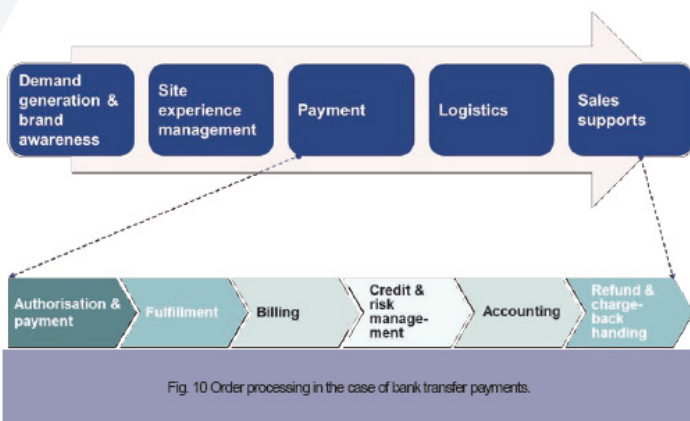 Demand
generation &
brand
awareness
Site
experience
management
Payment
Logistics
Sales
supports
Authorisation &
payment
Fulfillment
Billing
Credit &
risk
manage-
ment
Accounting
Refund &
charge-
back
handing
Fig. 10 Order processing in the case of bank transfer payments.